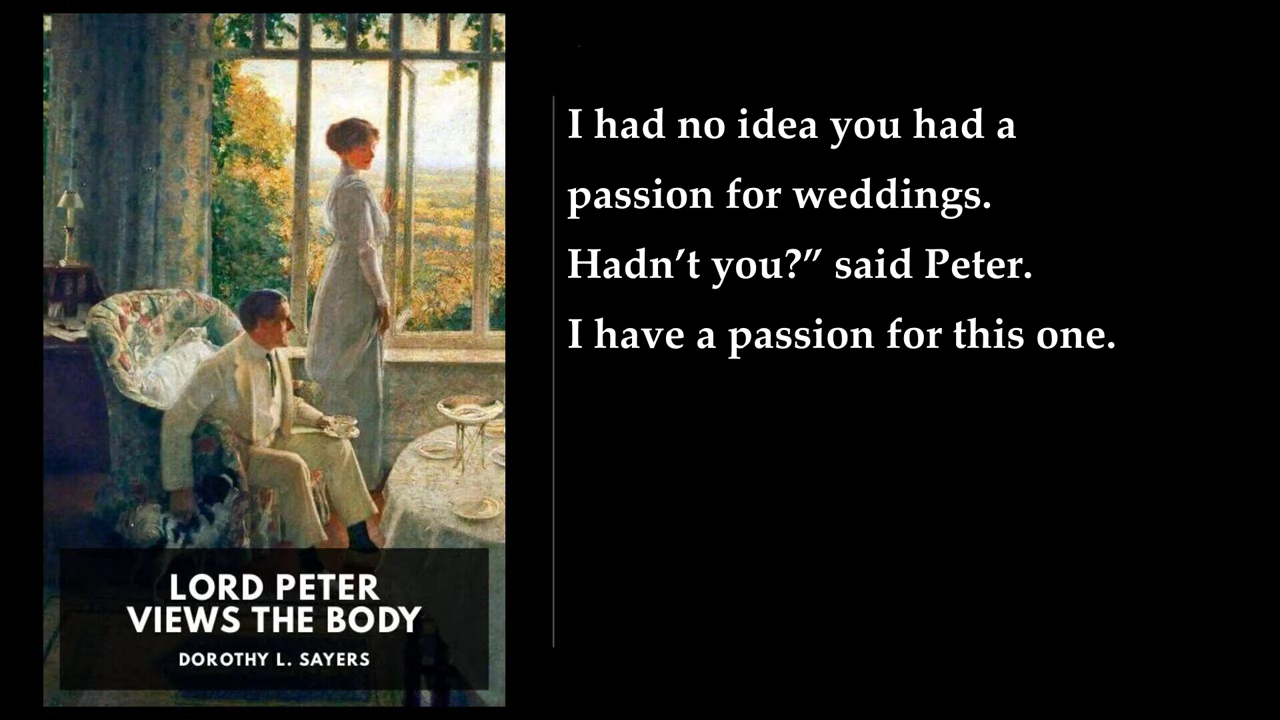 I had no idea you had a
passion for weddings.
Hadn’t you?” said Peter.
I have a passion for this one.
LORD PETER
VIEWS THE BODY
DOROTHY L. SAYERS